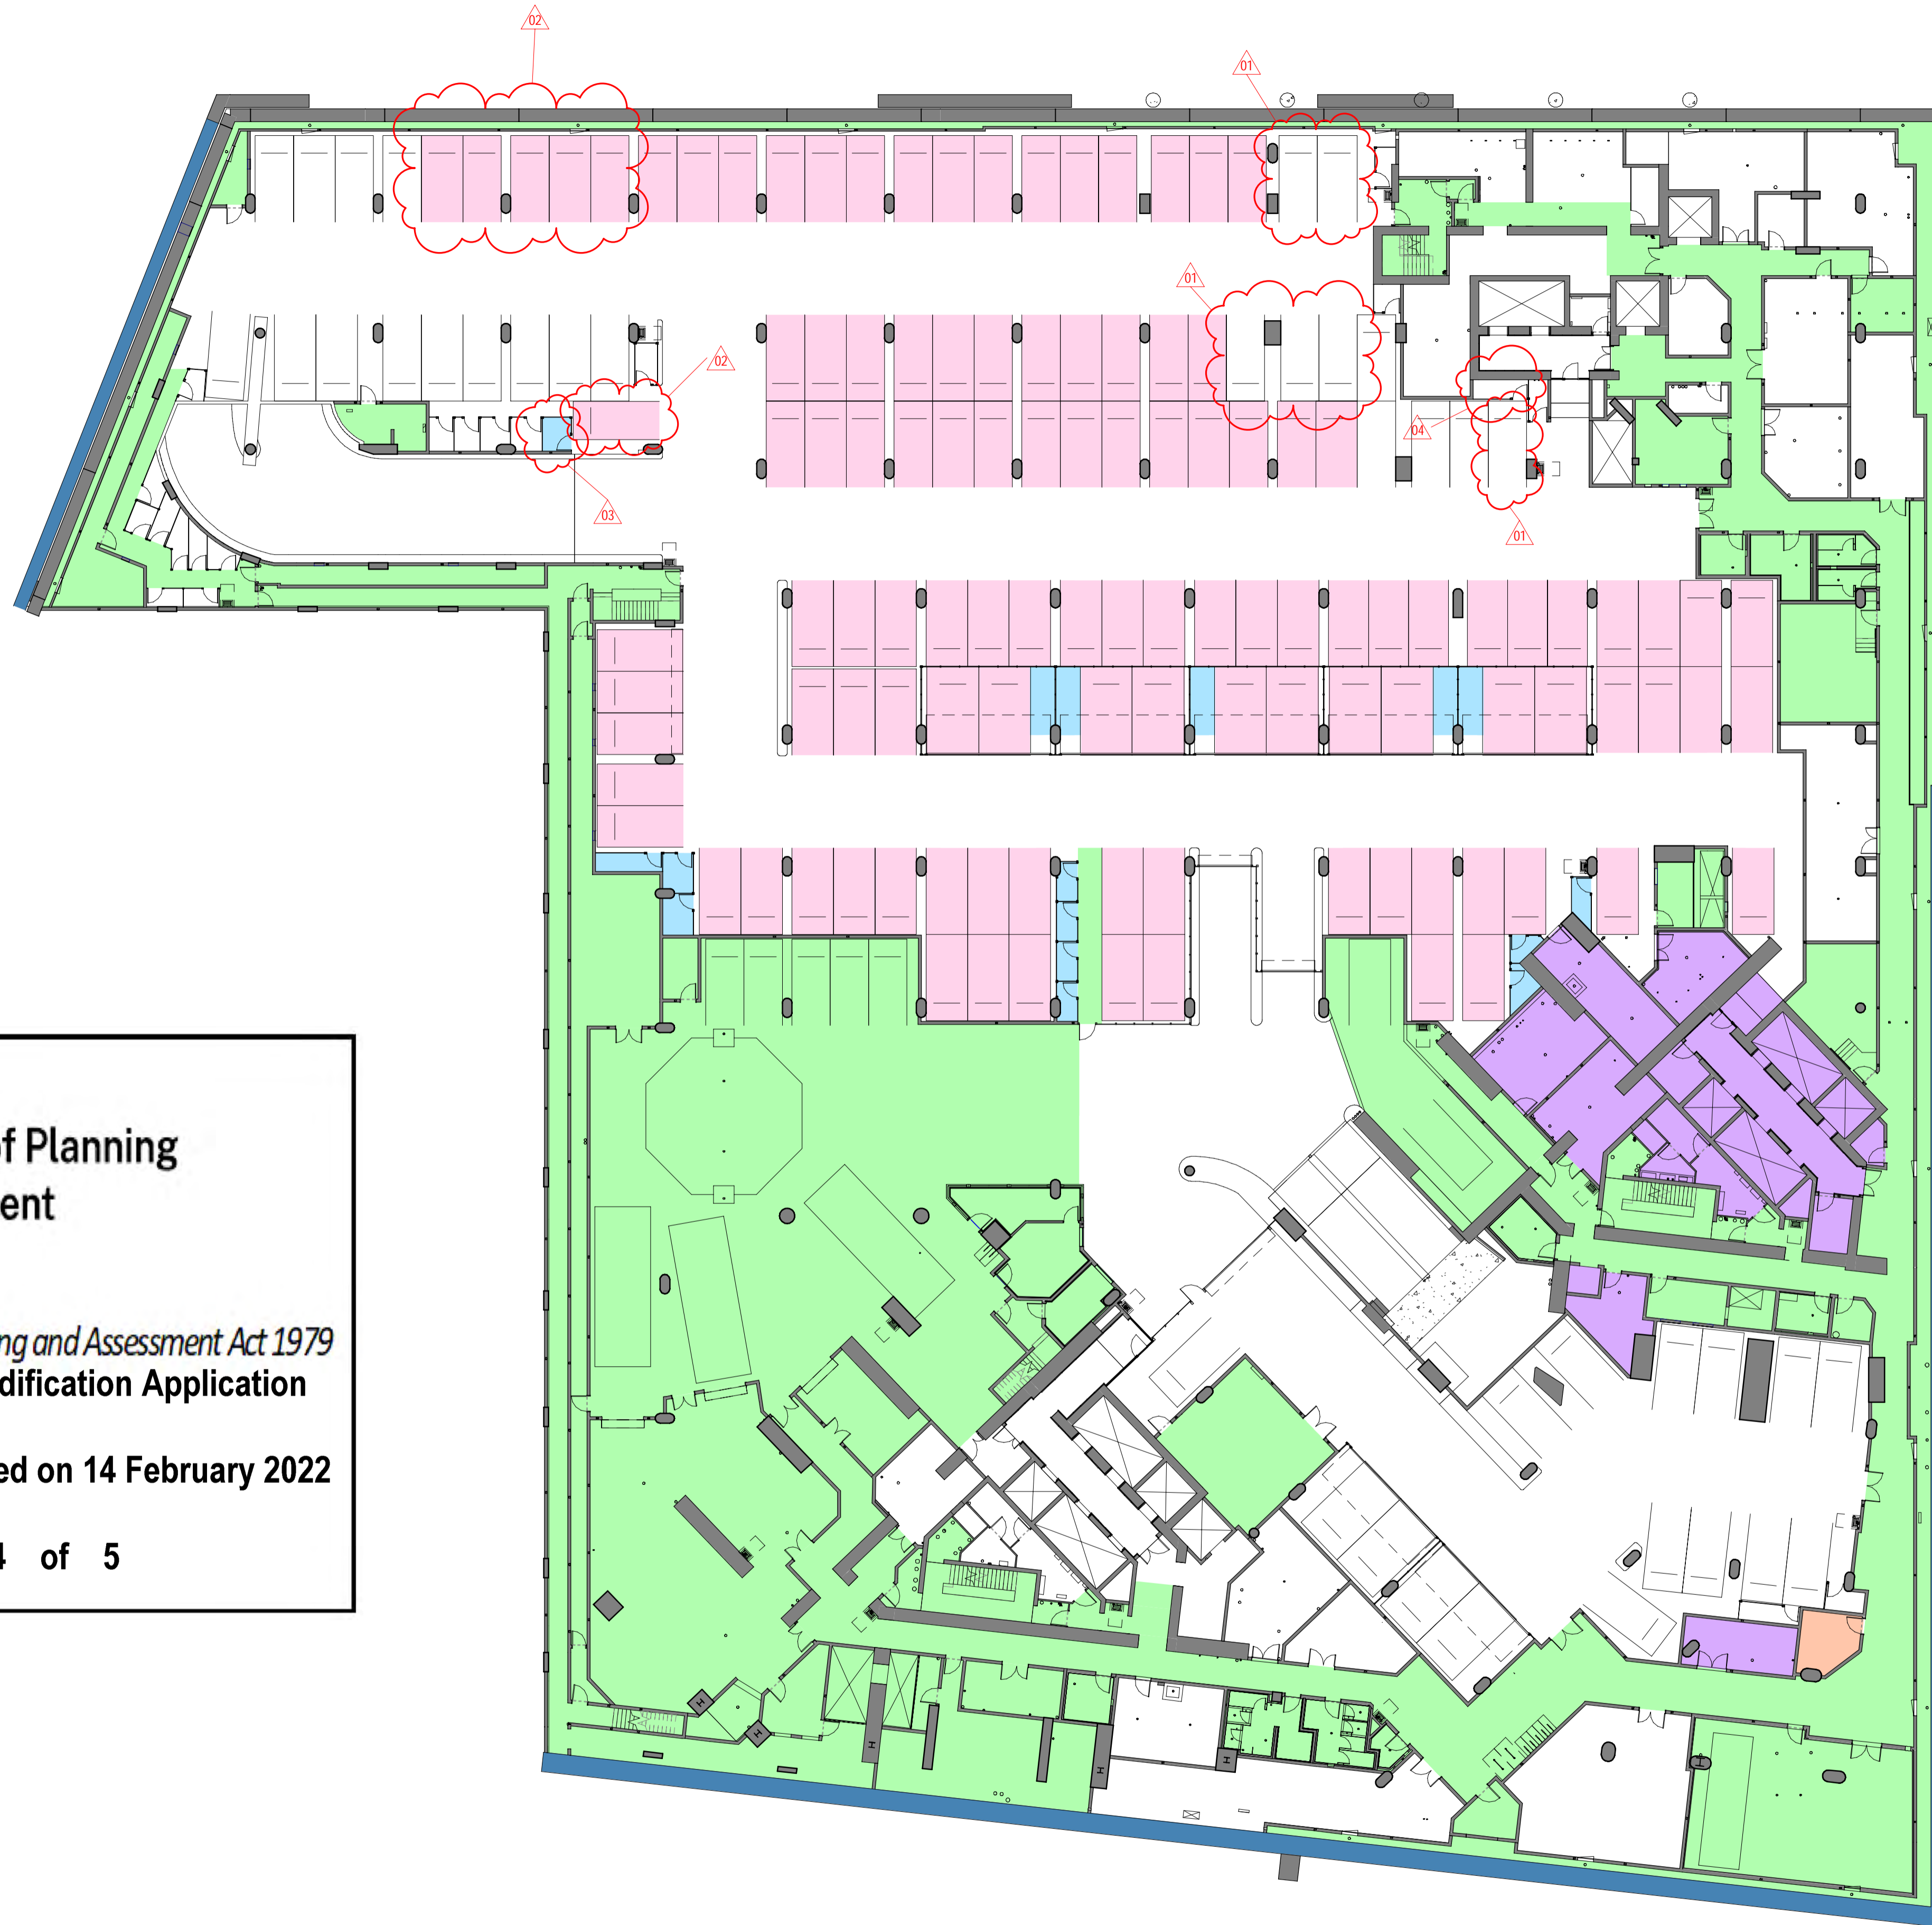 02
01
01
02
04
03
01
of Planning
ent
ng and Assessment Act 1979
dification Application
ed on 14 February 2022
4 of 5
H
H
H
H
H
H